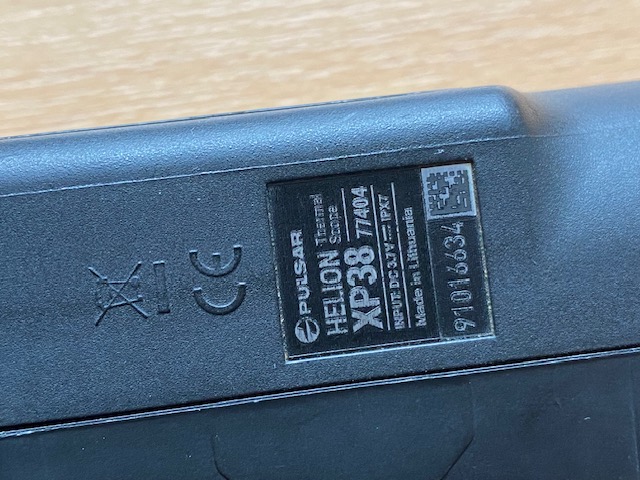 PULSAR
HELION Thermal Scope
XP38 77404
INPUT: DC 3.7V ⎓ IPX7
Made in Lithuania
91016634
CE